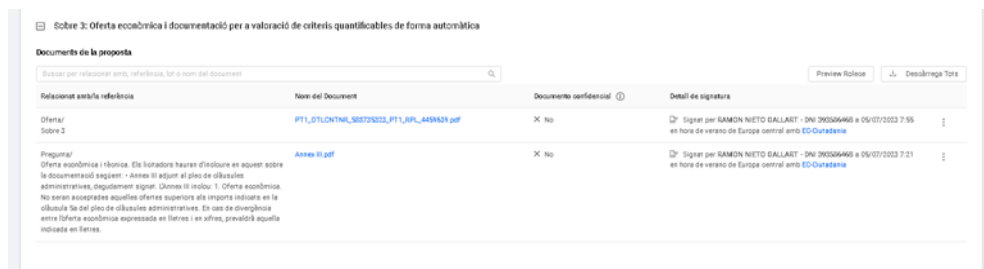 Sobre 3: Oferta econòmica i documentació per a valoració de criteris quantificables de forma automàtica
Documents de la proposta
Buscar per relacionat amb, referència, lot o nom del document
Preview Release
Descàrrega Tots
Relacionat amb/la referència
Nom del Document
Documento confidencial
Detall de signatura
Oferta/
Sobre 3
No
Signat per RAMON NIETO GALLART - DNI a 05/07/2023 7:55
en hora de verano de Europa central amb EC-Ciutadania
Pregunta/
Oferta econòmica i tècnica. Els licitadors hauran d'incloure en aquest sobre
la documentació següent: • Annex III adjunt al plec de clàusules
administratives, degudament signat. L'Annex III inclou: 1. Oferta econòmica.
No seran acceptades aquelles ofertes superiors als imports indicats en la
clàusula 5a del plec de clàusules administratives. En cas de divergència
entre l'oferta econòmica expressada en lletres i en xifres, prevaldrà aquella
indicada en lletres.
Annex III.pdf
No
Signat per RAMON NIETO GALLART - DNI a 05/07/2023 7:21
en hora de verano de Europa central amb EC-Ciutadania